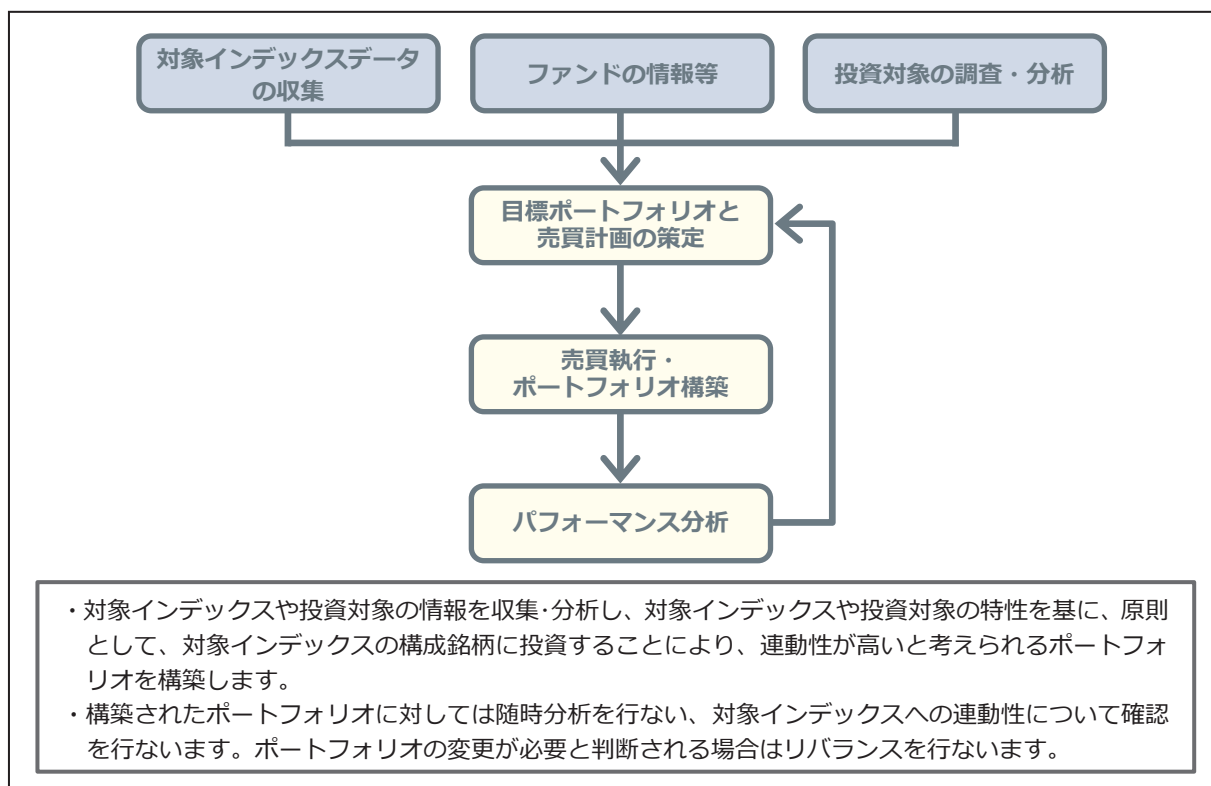 対象インデックスデータ
の収集
ファンドの情報等
投資対象の調査・分析
目標ポートフォリオと
売買計画の策定
売買執行・
ポートフォリオ構築
パフォーマンス分析
・対象インデックスや投資対象の情報を収集･分析し、対象インデックスや投資対象の特性を基に、原則
として、対象インデックスの構成銘柄に投資することにより、連動性が高いと考えられるポートフォ
リオを構築します。
・構築されたポートフォリオに対しては随時分析を行ない、対象インデックスへの連動性について確認
を行ないます。ポートフォリオの変更が必要と判断される場合はリバランスを行ないます。